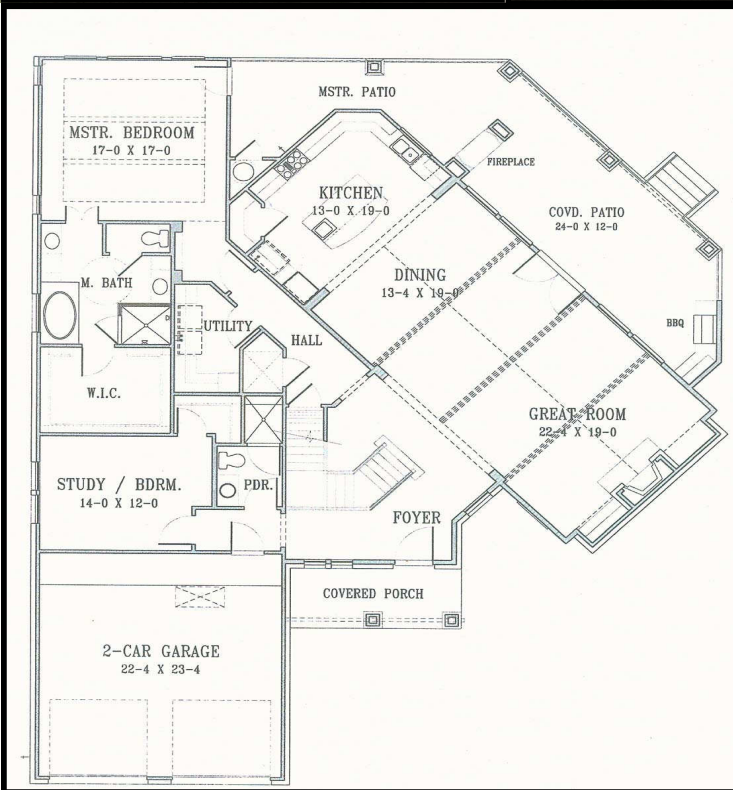 MSTR. PATIO
MSTR. BEDROOM
17-0 X 17-0
FIREPLACE
KITCHEN
13-0 X 19-0
COVD. PATIO
24-0 X 12-0
DINING
13-4 X 19-0
M. BATH
UTILITY
HALL
BBQ
W.I.C.
GREAT ROOM
22-4 X 19-0
STUDY / BDRM.
14-0 X 12-0
PDR.
FOYER
COVERED PORCH
2-CAR GARAGE
22-4 X 23-4